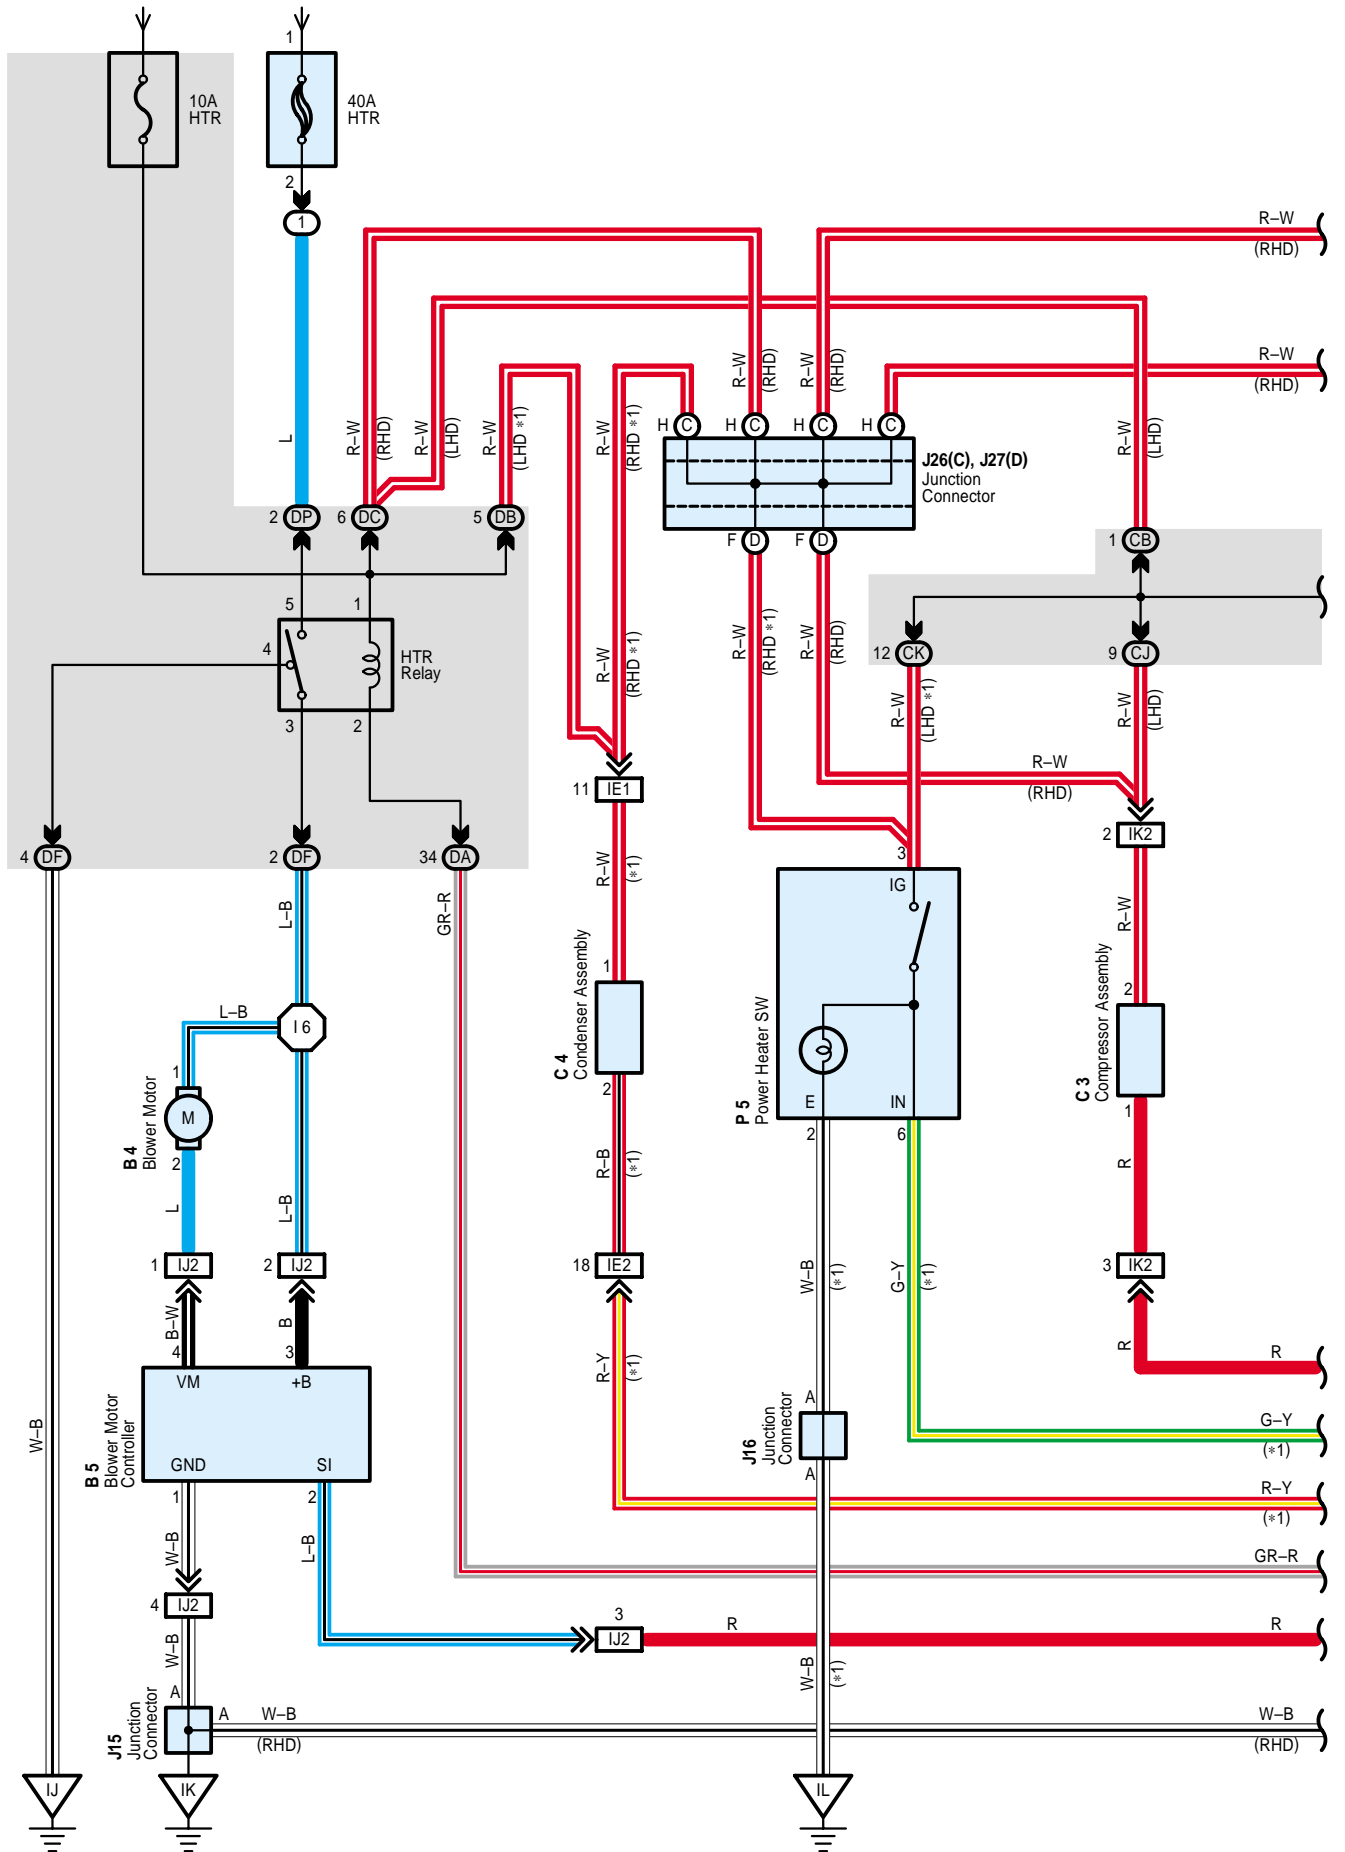 1
10A
HTR
40A
HTR
2
1
R–W
(RHD)
R–W
(RHD)
L
R–W
(RHD)
R–W
(LHD)
R–W
(LHD *1)
R–W
(RHD *1)
R–W
(RHD)
R–W
(RHD)
R–W
(LHD)
H C
H C
H C
H C
J26(C), J27(D)
Junction
Connector
2 DP
6 DC
5 DB
F D
F D
1 CB
5
1
4
HTR
Relay
3
2
R–W
(RHD *1)
R–W
(RHD *1)
R–W
(RHD)
12 CK
9 CJ
R–W
(LHD *1)
R–W
(LHD)
R–W
(RHD)
11 IE1
2 IK2
4 DF
2 DF
34 DA
3
IG
L–B
GR–R
R–W
(*1)
R–W
1
C 4
Condenser Assembly
2
P 5
Power Heater SW
E
IN
2
6
2
C 3
Compressor Assembly
1
L–B
I 6
1
M
B 4
Blower Motor
2
L
L–B
R–B
(*1)
R
1 IJ2
2 IJ2
18 IE2
W–B
(*1)
G–Y
(*1)
3 IK2
B–W
B
4
3
R–Y
(*1)
R
R
VM
+B
B 5
Blower Motor
Controller
GND
SI
W–B
A
J16
Junction
Connector
A
G–Y
(*1)
1
2
R–Y
(*1)
W–B
L–B
GR–R
4 IJ2
3
IJ2
R
R
W–B
W–B
(*1)
A
J15
Junction
Connector
A
W–B
(RHD)
W–B
(RHD)
IJ
IK
IL